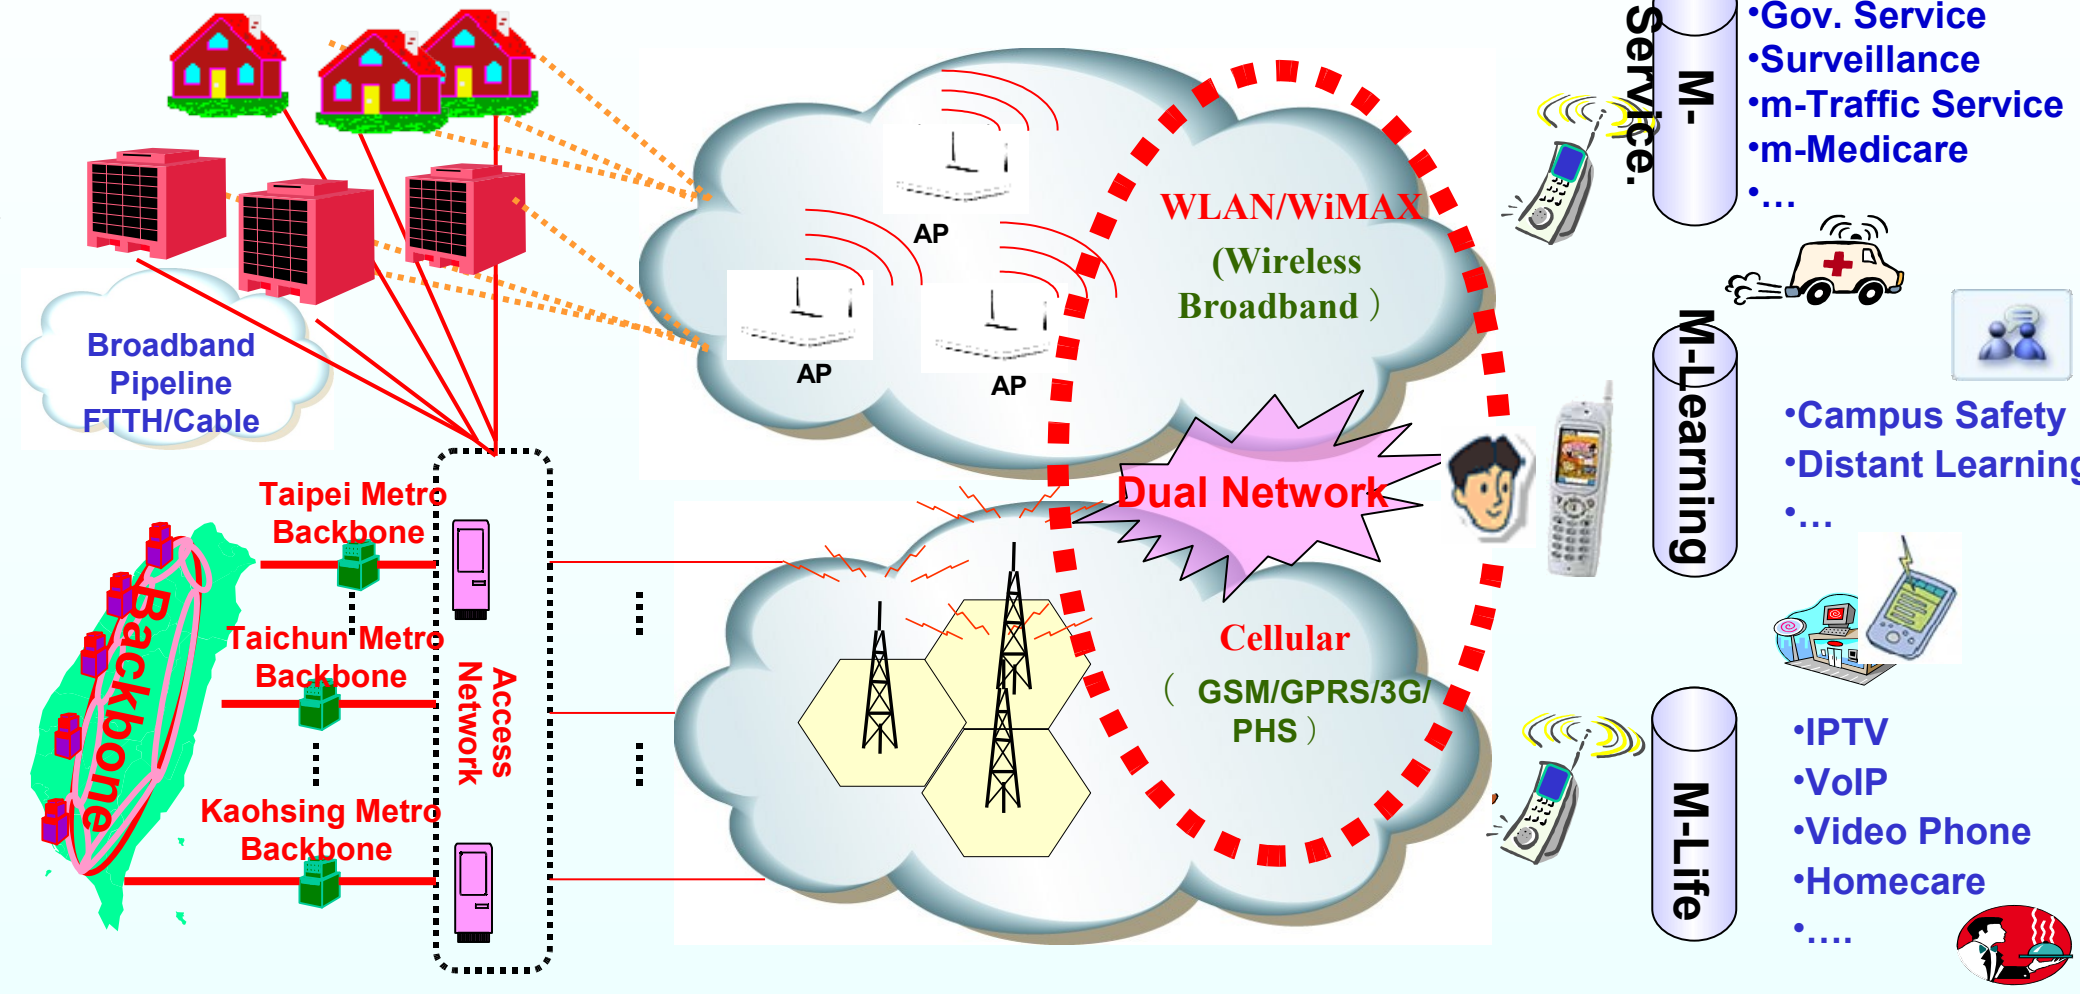 Broadband
Pipeline
FTTH/Cable
Taipei Metro
Backbone
Taichun Metro
Backbone
Kaohsing Metro
Backbone
Backbone
Access
Network
AP
AP
AP
WLAN/WiMAX
(Wireless
Broadband）
Dual Network
Cellular
（ GSM/GPRS/3G/
PHS）
M-
Service.
•Gov. Service
•Surveillance
•m-Traffic Service
•m-Medicare
•…
M-Learning
•Campus Safety
•Distant Learning
•…
M-Life
•IPTV
•VoIP
•Video Phone
•Homecare
•….